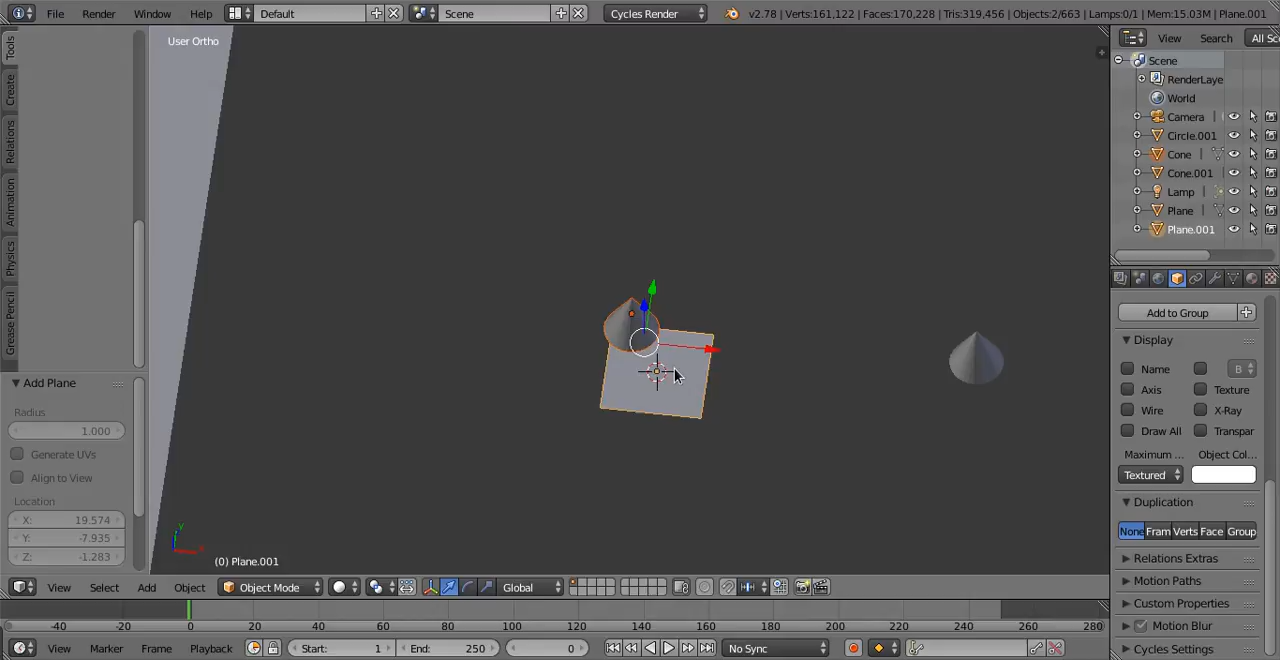 File Render Window Help Default Scene Cycles Render v2.78 | Verts:161,122 | Faces:170,228 | Tris:319,456 | Objects:2/663 | Lamps:0/1 | Mem:15.03M | Plane.001
User Ortho
View Search All Sc
Scene
RenderLaye
World
Camera
Circle.001
Cone
Cone.001
Lamp
Plane
Plane.001
Tools
Create
Relations
Animation
Physics
Grease Pencil
Add Plane
Radius
1.000
Generate UVs
Align to View
Location
X: 19.574
Y: -7.935
Z: -1.283
Add to Group
Display
Name B
Axis Texture
Wire X-Ray
Draw All Transpar
Maximum ... Object Col...
Textured
Duplication
None Fram Verts Face Group
Relations Extras
Motion Paths
Custom Properties
Motion Blur
Cycles Settings
y
x
(0) Plane.001
View Select Add Object Object Mode Global
-40 -20 0 20 40 60 80 100 120 140 160 180 200 220 240 260 280
View Marker Frame Playback Start: 1 End: 250 0 No Sync